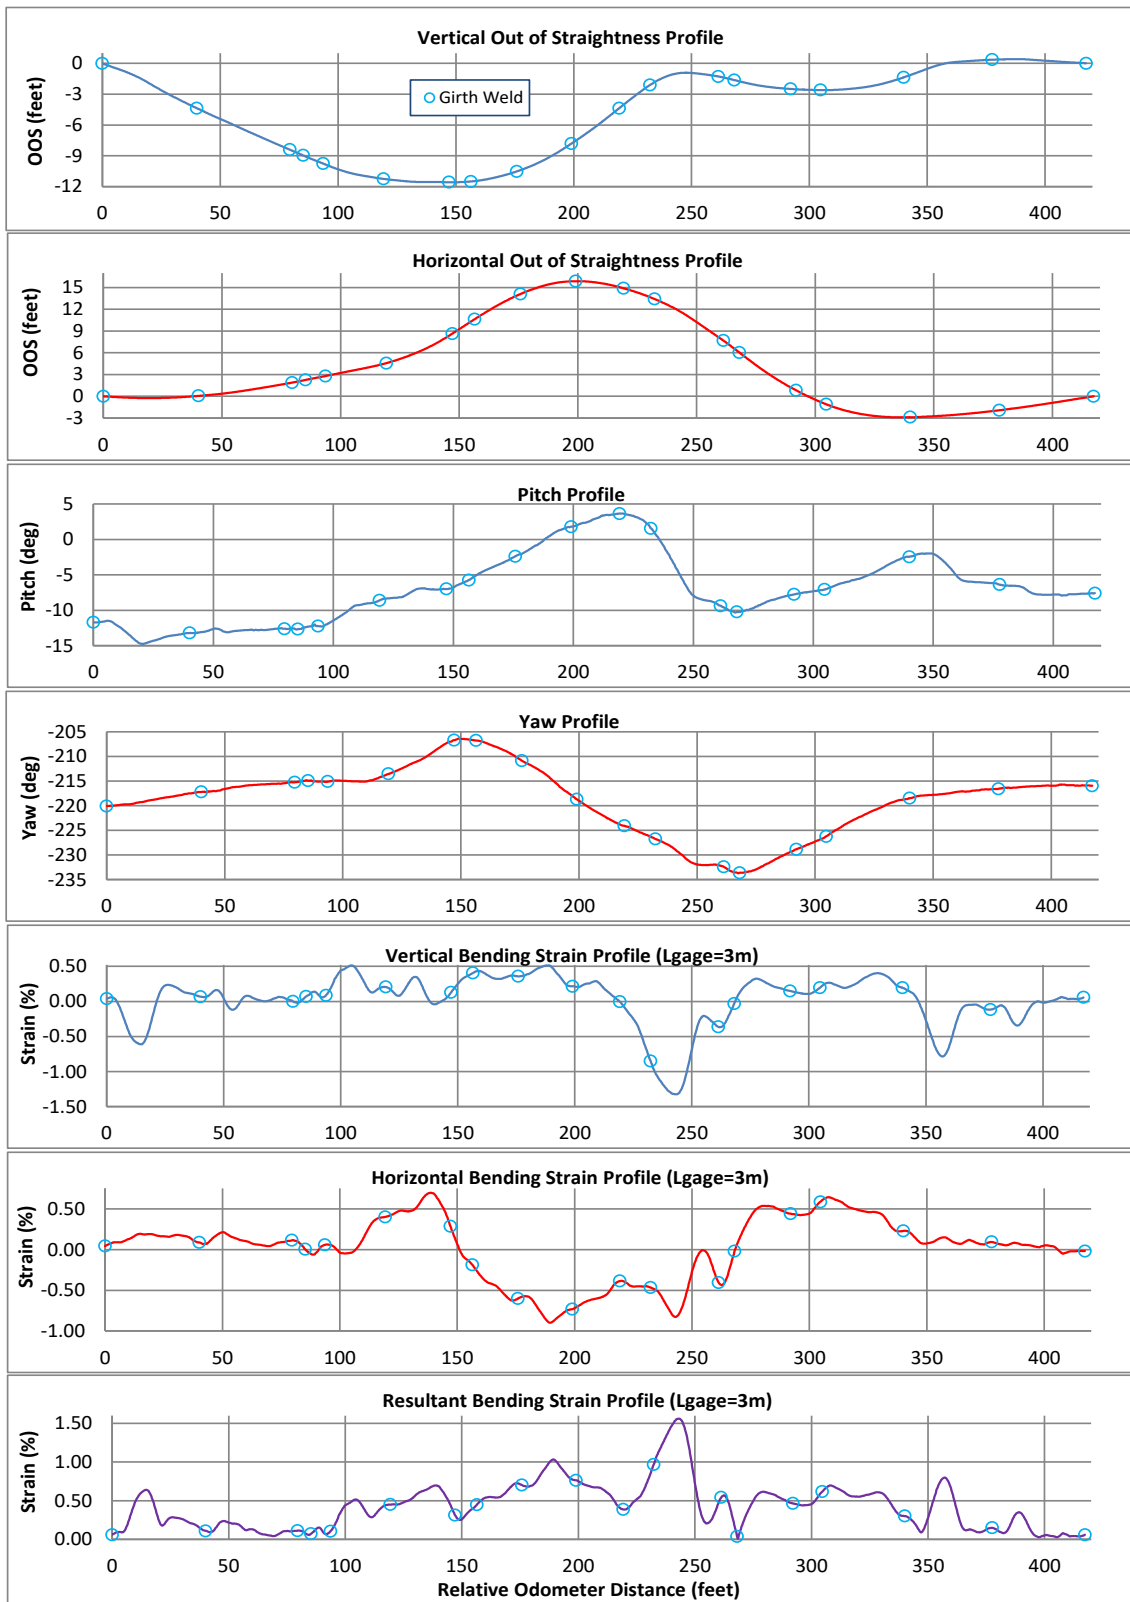 Vertical Out of Straightness Profile
OOS (feet)
0
-3
-6
-9
-12
Girth Weld
0 50 100 150 200 250 300 350 400
Horizontal Out of Straightness Profile
OOS (feet)
15
12
9
6
3
0
-3
0 50 100 150 200 250 300 350 400
Pitch Profile
Pitch (deg)
5
0
-5
-10
-15
0 50 100 150 200 250 300 350 400
Yaw Profile
Yaw (deg)
-205
-210
-215
-220
-225
-230
-235
0 50 100 150 200 250 300 350 400
Vertical Bending Strain Profile (Lgage=3m)
Strain (%)
0.50
0.00
-0.50
-1.00
-1.50
0 50 100 150 200 250 300 350 400
Horizontal Bending Strain Profile (Lgage=3m)
Strain (%)
0.50
0.00
-0.50
-1.00
0 50 100 150 200 250 300 350 400
Resultant Bending Strain Profile (Lgage=3m)
Strain (%)
1.50
1.00
0.50
0.00
0 50 100 150 200 250 300 350 400
Relative Odometer Distance (feet)